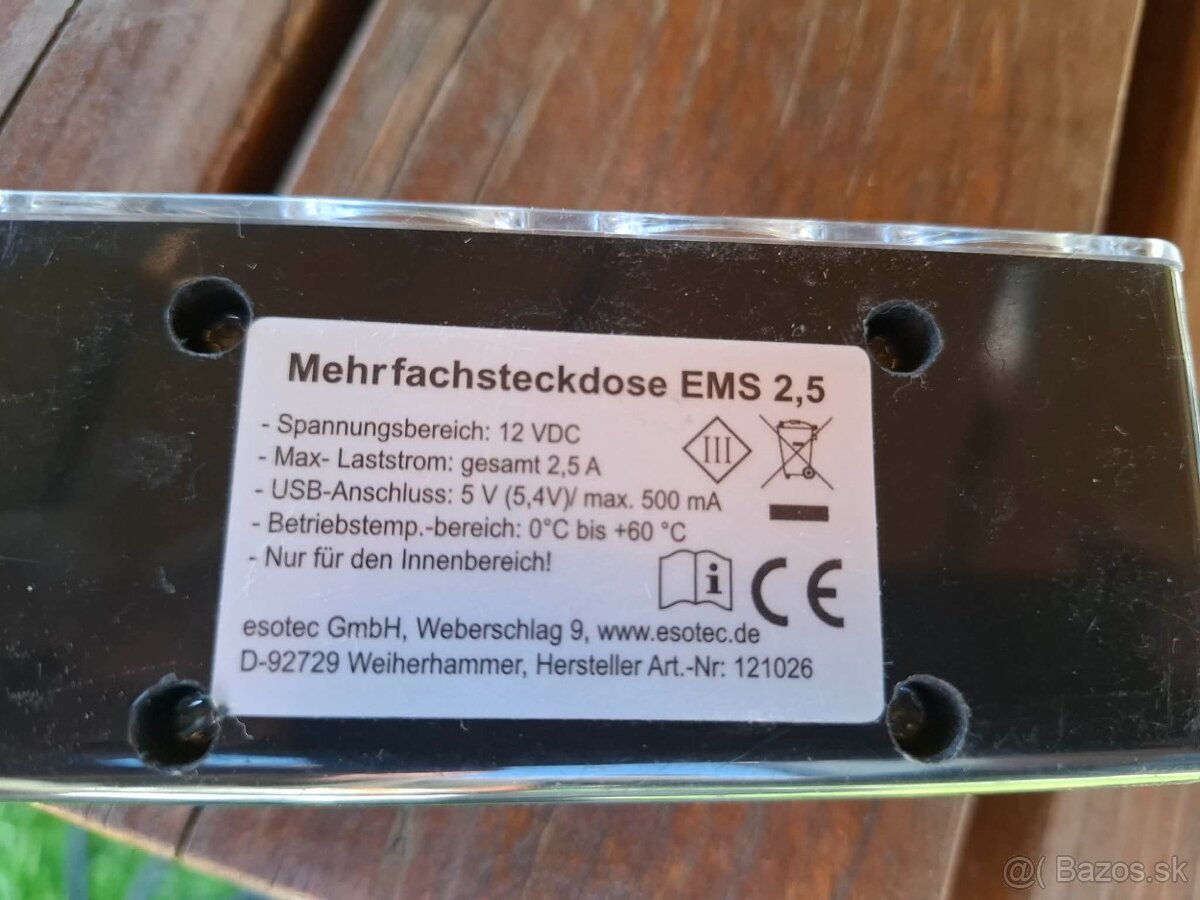 Mehrfachsteckdose EMS 2,5
- Spannungsbereich: 12 VDC
- Max- Laststrom: gesamt 2,5 A
- USB-Anschluss: 5 V (5,4V)/ max. 500 mA
- Betriebstemp.-bereich: 0°C bis +60 °C
- Nur für den Innenbereich!
III
i
CE
esotec GmbH, Weberschlag 9, www.esotec.de
D-92729 Weiherhammer, Hersteller Art.-Nr: 121026
@( Bazos.sk